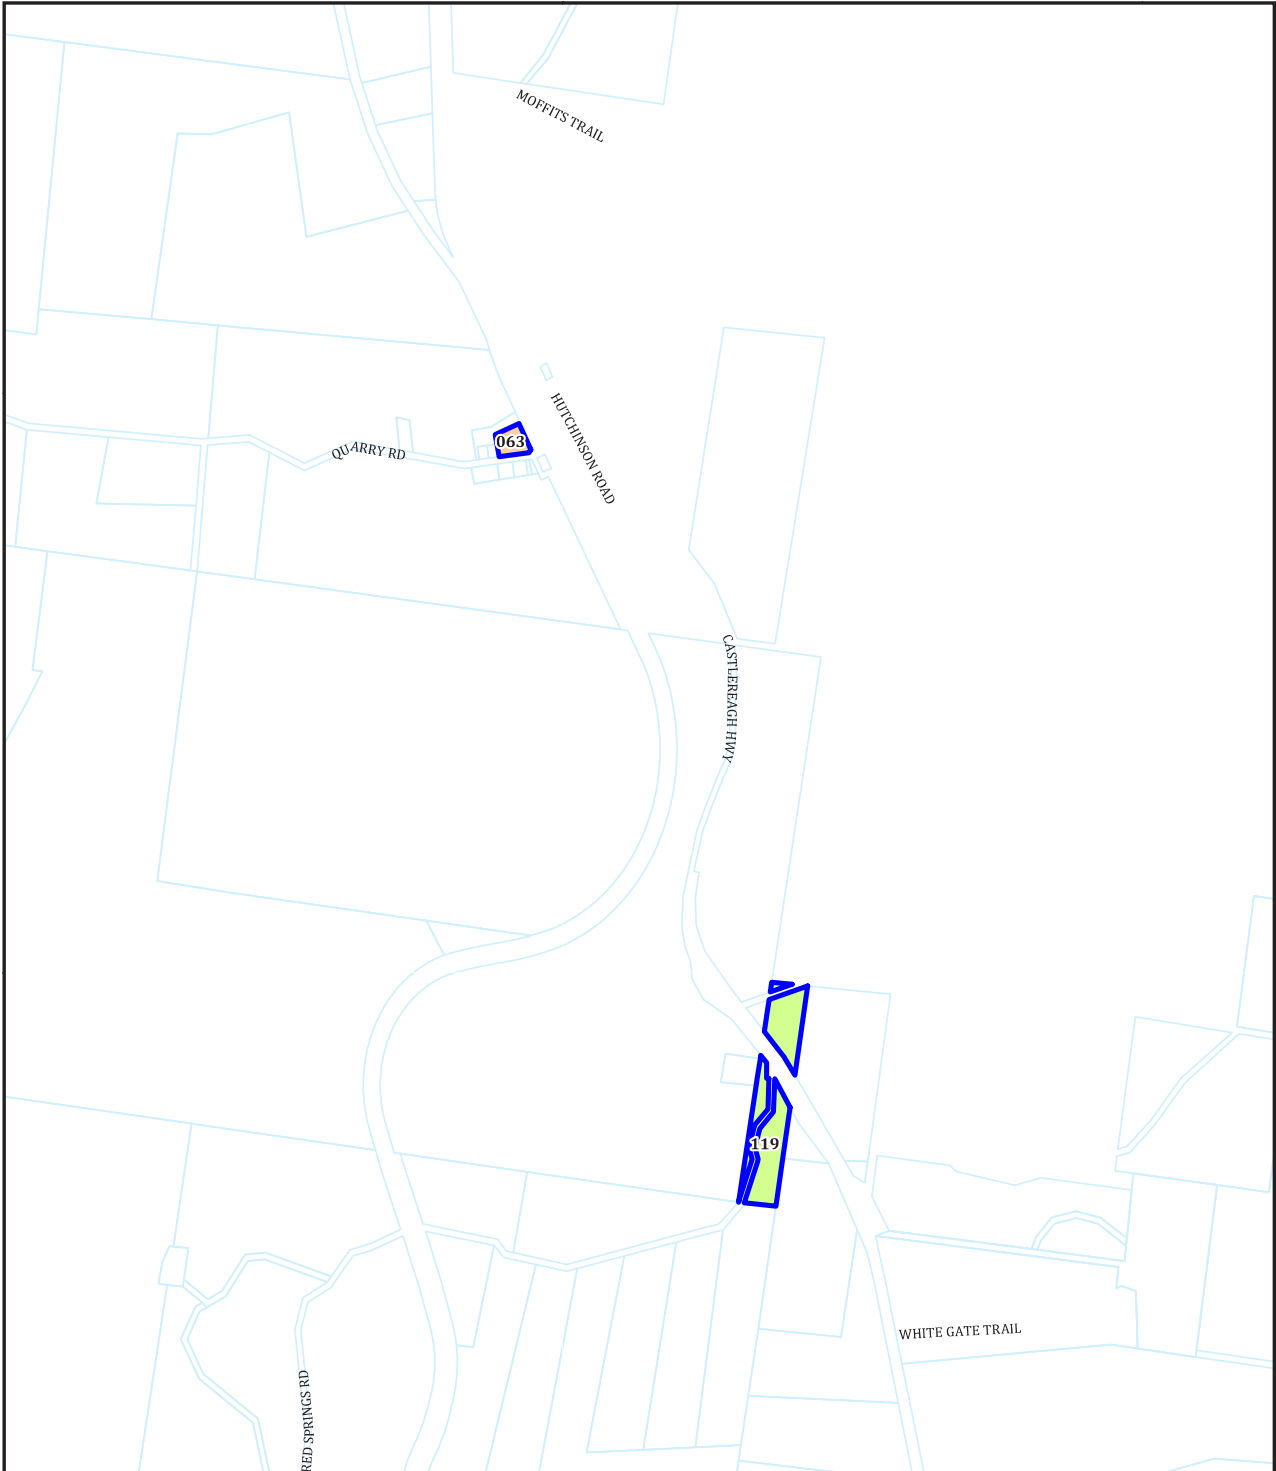 MOFFITS TRAIL
HUTCHINSON ROAD
063
QUARRY RD
CASTLEREAGH HWY
119
WHITE GATE TRAIL
RED SPRINGS RD